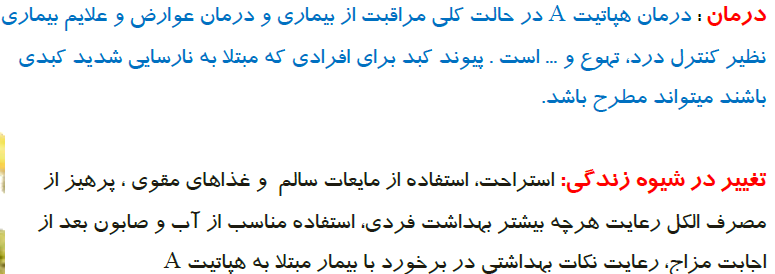 درمان : درمان هپاتیت A در حالت کلی مراقبت از بیماری و درمان عوارض و علایم بیماری
نظیر کنترل درد، تهوع و ... است . پیوند کبد برای افرادی که مبتلا به نارسایی شدید کبدی
باشند میتواند مطرح باشد.
تغییر در شیوه زندگی: استراحت، استفاده از مایعات سالم و غذاهای مقوی ، پرهیز از
مصرف الکل رعایت هرچه بیشتر بهداشت فردی، استفاده مناسب از آب و صابون بعد از
اجابت مزاج، رعایت نکات بهداشتی در برخورد با بیمار مبتلا به هپاتیت A